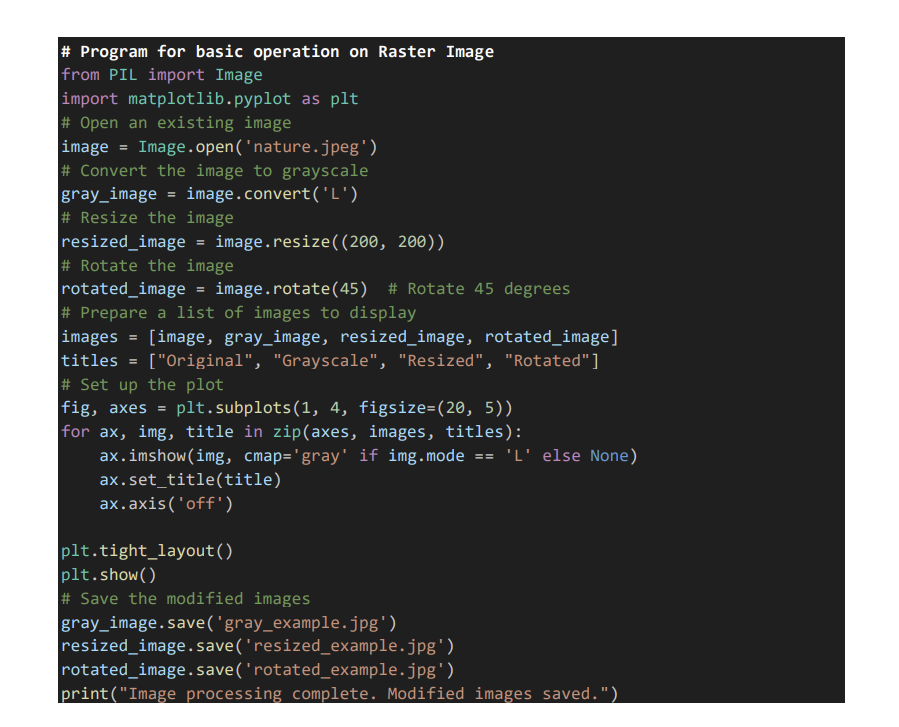 # Program for basic operation on Raster Image
from PIL import Image
import matplotlib.pyplot as plt
# Open an existing image
image = Image.open('nature.jpeg')
# Convert the image to grayscale
gray_image = image.convert('L')
# Resize the image
resized_image = image.resize((200, 200))
# Rotate the image
rotated_image = image.rotate(45)  # Rotate 45 degrees
# Prepare a list of images to display
images = [image, gray_image, resized_image, rotated_image]
titles = ["Original", "Grayscale", "Resized", "Rotated"]
# Set up the plot
fig, axes = plt.subplots(1, 4, figsize=(20, 5))
for ax, img, title in zip(axes, images, titles):
    ax.imshow(img, cmap='gray' if img.mode == 'L' else None)
    ax.set_title(title)
    ax.axis('off')

plt.tight_layout()
plt.show()
# Save the modified images
gray_image.save('gray_example.jpg')
resized_image.save('resized_example.jpg')
rotated_image.save('rotated_example.jpg')
print("Image processing complete. Modified images saved.")